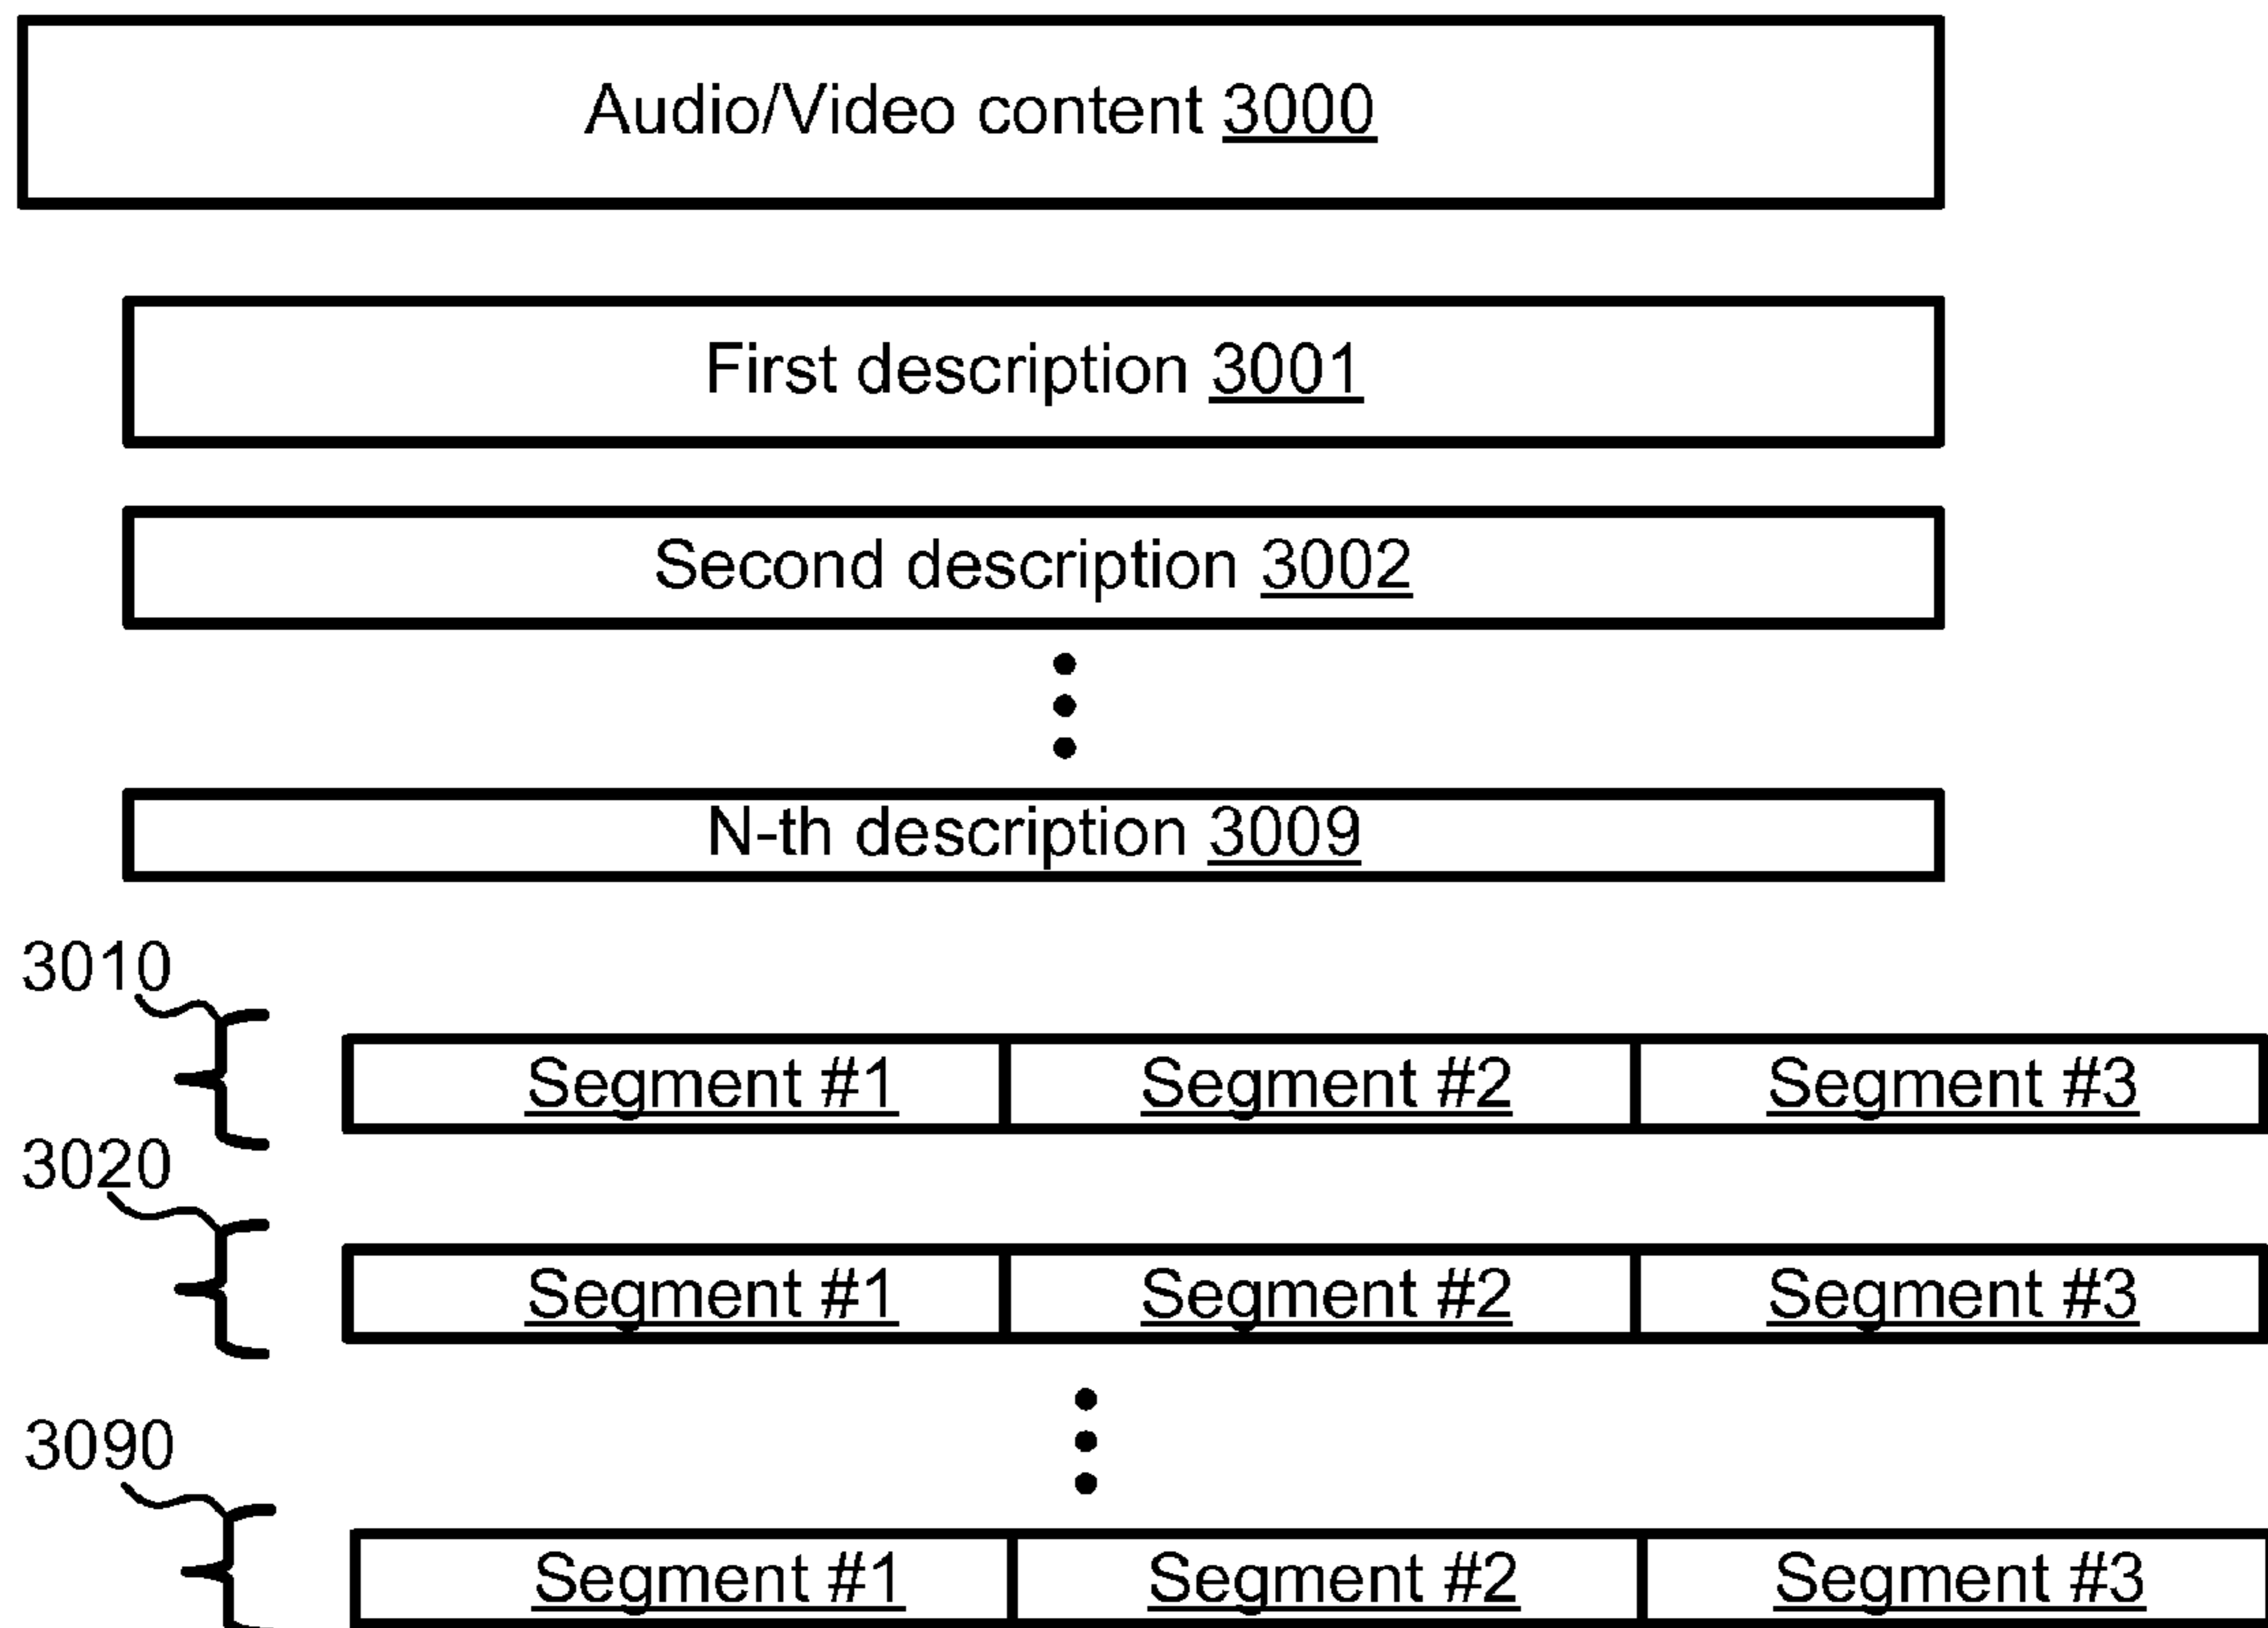 Audio/Video content 3000
First description 3001
Second description 3002
N-th description 3009
3010
Segment #1 Segment #2 Segment #3
3020
Segment #1 Segment #2 Segment #3
3090
Segment #1 Segment #2 Segment #3